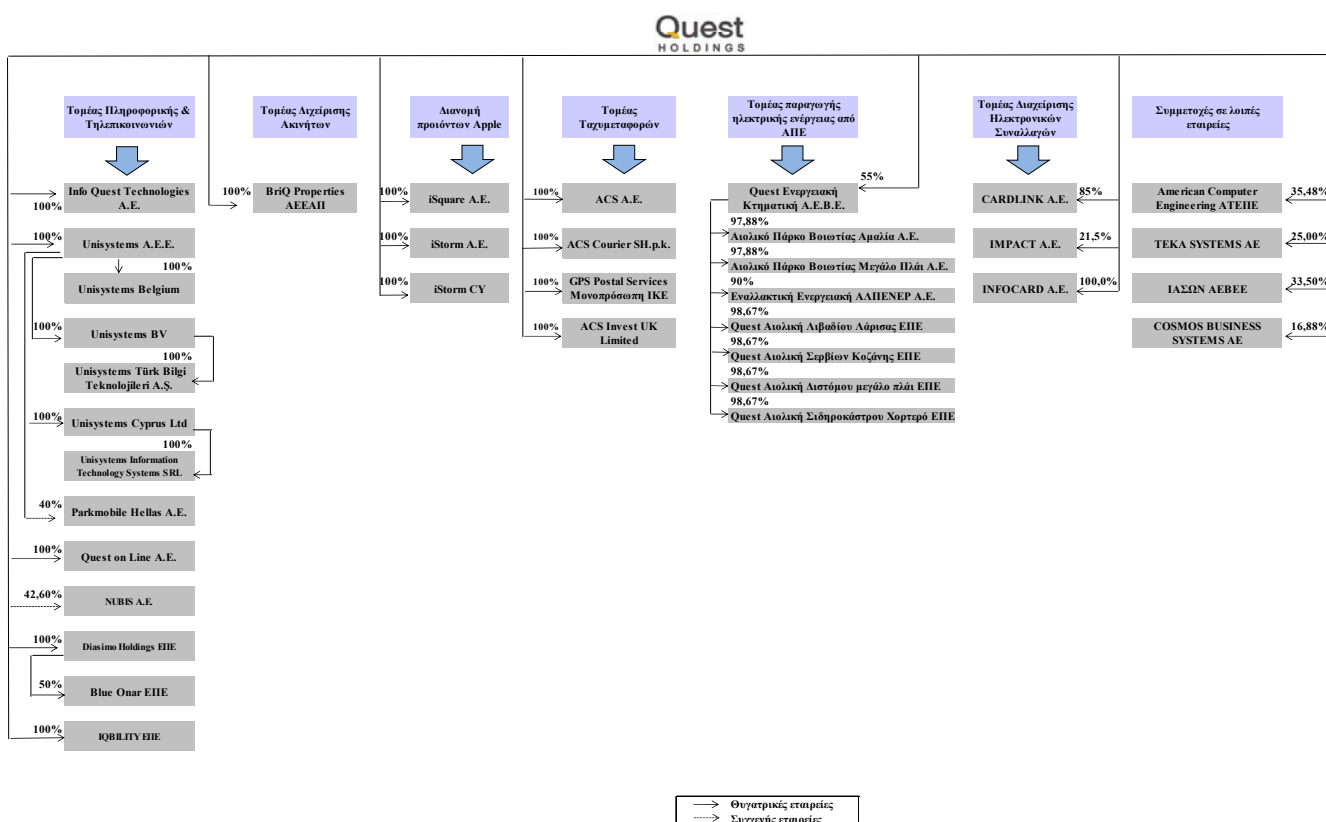 Quest
HOLDINGS
Τομέας Πληροφορικής &
Τηλεπικοινωνιών
100%
Info Quest Technologies
Α.Ε.
100%
Unisystems Α.Ε.Ε.
100%
Unisystems Belgium
100%
Unisystems BV
100%
Unisystems Türk Bilgi
Teknolojileri A.Ş.
100%
Unisystems Cyprus Ltd
100%
Unisystems Information
Technology Systems SRL
40%
Parkmobile Hellas Α.Ε.
100%
Quest on Line Α.Ε.
42,60%
NUBIS Α.Ε.
100%
Diasimo Holdings ΕΠΕ
50%
Blue Onar ΕΠΕ
100%
IQBILITY ΕΠΕ
Τομέας Διχείρισης
Ακινήτων
100%
BriQ Properties
ΑΕΕΑΠ
Διανομή
προιόντων Apple
100%
iSquare Α.Ε.
100%
iStorm Α.Ε.
100%
iStorm CY
Τομέας
Ταχυμεταφορών
100%
ACS Α.Ε.
100%
ACS Courier SH.p.k.
100%
GPS Postal Services
Μονοπρόσωπη ΙΚΕ
100%
ACS Invest UK
Limited
Τομέας παραγωγής
ηλεκτρικής ενέργειας από
ΑΠΕ
55%
Quest Ενεργειακή
Κτηματική Α.Ε.Β.Ε.
97,88%
Αιολικό Πάρκο Βοιωτίας Αμαλία Α.Ε.
97,88%
Αιολικό Πάρκο Βοιωτίας Μεγάλο Πλάι Α.Ε.
90%
Εναλλακτική Ενεργειακή ΑΛΠΕΝΕΡ Α.Ε.
98,67%
Quest Αιολική Λιβαδίου Λάρισας ΕΠΕ
98,67%
Quest Αιολική Σερβίων Κοζάνης ΕΠΕ
98,67%
Quest Αιολική Διστόμου μεγάλο πλάι ΕΠΕ
98,67%
Quest Αιολική Σιδηροκάστρου Χορτερό ΕΠΕ
Τομέας Διαχείρισης
Ηλεκτρονικών
Συναλλαγών
CARDLINK Α.Ε.
85%
IMPACT Α.Ε.
21,5%
INFOCARD Α.Ε.
100,0%
Συμμετοχές σε λοιπές
εταιρείες
American Computer
Engineering ΑΤΕΠΕ
35,48%
TEKA SYSTEMS ΑΕ
25,00%
ΙΑΣΩΝ ΑΕΒΕΕ
33,50%
COSMOS BUSINESS
SYSTEMS ΑΕ
16,88%
Θυγατρικές εταιρείες
Συγγενής εταιρείες